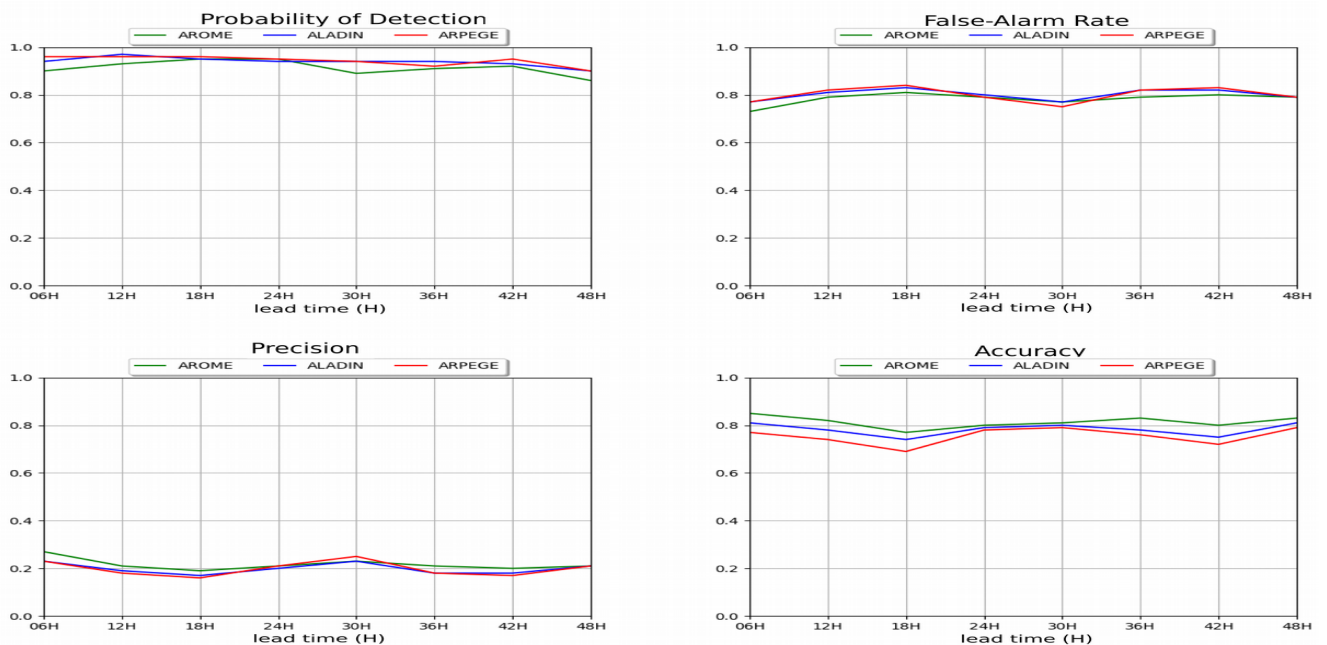 Probability of Detection
AROME ALADIN ARPEGE
1.0
0.8
0.6
0.4
0.2
0.0
06H 12H 18H 24H 30H 36H 42H 48H
lead time (H)
False-Alarm Rate
AROME ALADIN ARPEGE
1.0
0.8
0.6
0.4
0.2
0.0
06H 12H 18H 24H 30H 36H 42H 48H
lead time (H)
Precision
AROME ALADIN ARPEGE
1.0
0.8
0.6
0.4
0.2
0.0
06H 12H 18H 24H 30H 36H 42H 48H
lead time (H)
Accuracy
AROME ALADIN ARPEGE
1.0
0.8
0.6
0.4
0.2
0.0
06H 12H 18H 24H 30H 36H 42H 48H
lead time (H)